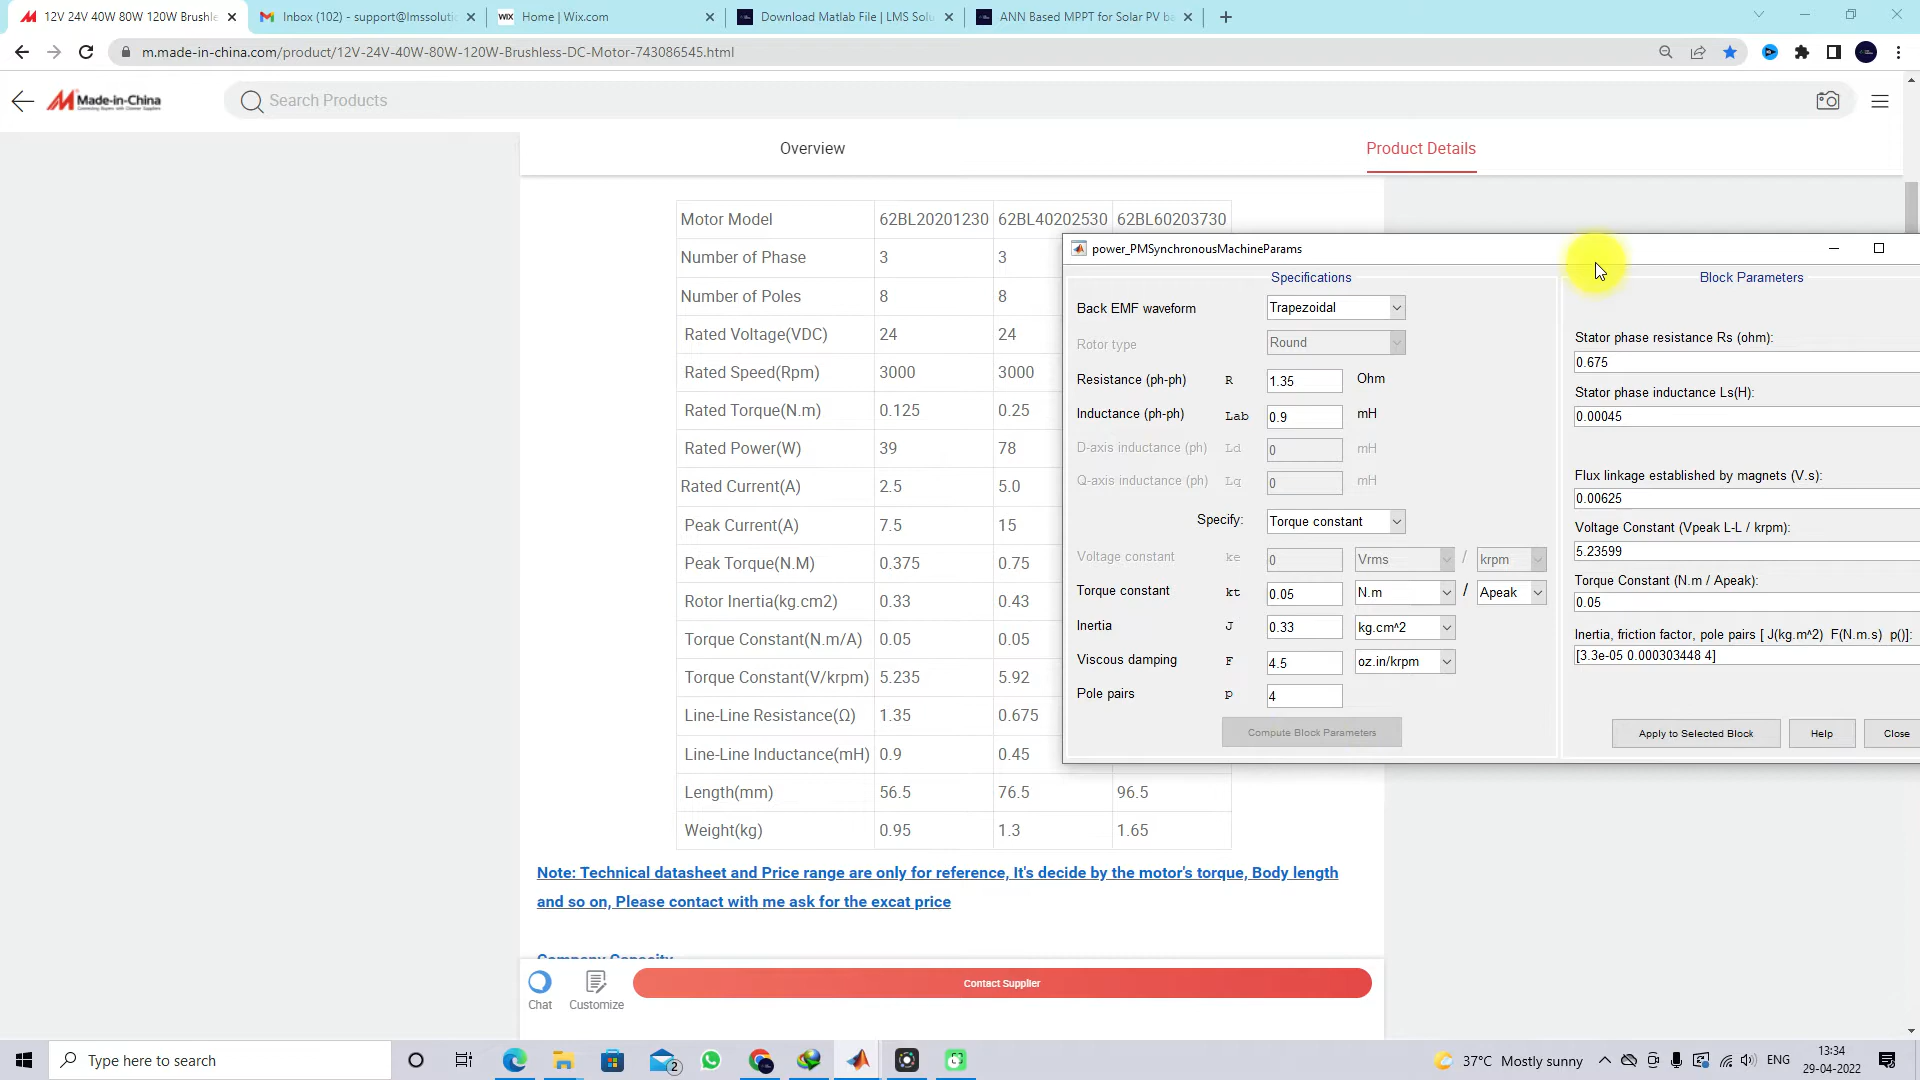 12V 24V 40W 80W 120W Brushle
Inbox (102) - support@lmssolutio
WIX Home | Wix.com
Download Matlab File | LMS Solu
ANN Based MPPT for Solar PV ba
m.made-in-china.com/product/12V-24V-40W-80W-120W-Brushless-DC-Motor-743086545.html
Made-in-China
Connecting Buyers with Chinese Suppliers
Search Products
Overview
Product Details
Motor Model 62BL20201230 62BL40202530 62BL60203730
Number of Phase 3 3
Number of Poles 8 8
Rated Voltage(VDC) 24 24
Rated Speed(Rpm) 3000 3000
Rated Torque(N.m) 0.125 0.25
Rated Power(W) 39 78
Rated Current(A) 2.5 5.0
Peak Current(A) 7.5 15
Peak Torque(N.M) 0.375 0.75
Rotor Inertia(kg.cm2) 0.33 0.43
Torque Constant(N.m/A) 0.05 0.05
Torque Constant(V/krpm) 5.235 5.92
Line-Line Resistance(Ω) 1.35 0.675
Line-Line Inductance(mH) 0.9 0.45
Length(mm) 56.5 76.5 96.5
Weight(kg) 0.95 1.3 1.65
Note: Technical datasheet and Price range are only for reference, It's decide by the motor's torque, Body length
and so on, Please contact with me ask for the excat price
Company Capacity
Chat
Customize
Contact Supplier
power_PMSynchronousMachineParams
Specifications
Back EMF waveform Trapezoidal
Rotor type Round
Resistance (ph-ph) R 1.35 Ohm
Inductance (ph-ph) Lab 0.9 mH
D-axis inductance (ph) Ld 0 mH
Q-axis inductance (ph) Lq 0 mH
Specify: Torque constant
Voltage constant ke 0 Vrms / krpm
Torque constant kt 0.05 N.m / Apeak
Inertia J 0.33 kg.cm^2
Viscous damping F 4.5 oz.in/krpm
Pole pairs p 4
Compute Block Parameters
Block Parameters
Stator phase resistance Rs (ohm):
0.675
Stator phase inductance Ls(H):
0.00045
Flux linkage established by magnets (V.s):
0.00625
Voltage Constant (Vpeak L-L / krpm):
5.23599
Torque Constant (N.m / Apeak):
0.05
Inertia, friction factor, pole pairs [ J(kg.m^2) F(N.m.s) p()]:
[3.3e-05 0.000303448 4]
Apply to Selected Block
Help
Close
Type here to search
2
37°C Mostly sunny
ENG
13:34
29-04-2022